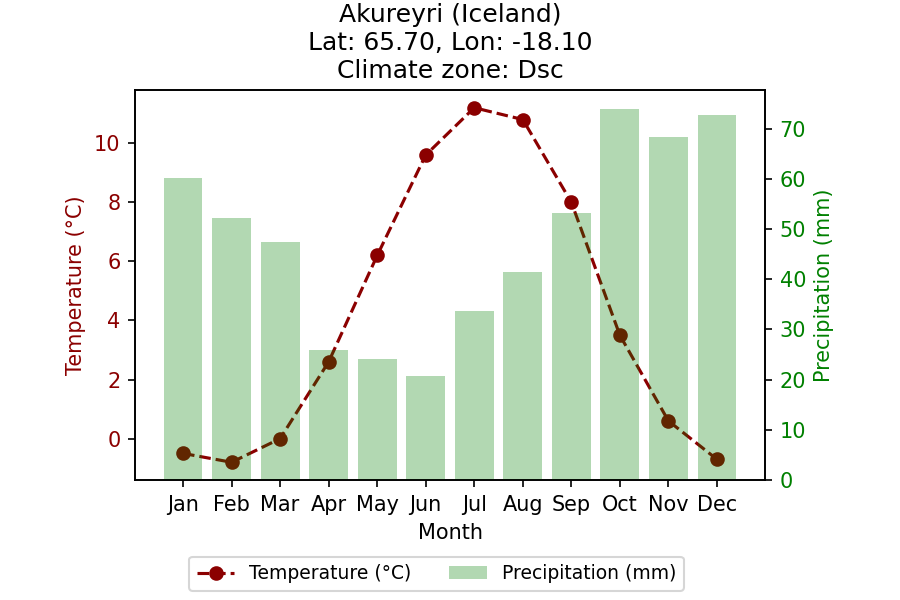 Akureyri (Iceland)
Lat: 65.70, Lon: -18.10
Climate zone: Dsc
Temperature (°C)
10
8
6
4
2
0
70
60
50
40
30
20
10
0
Precipitation (mm)
Jan Feb Mar Apr May Jun Jul Aug Sep Oct Nov Dec
Month
Temperature (°C) Precipitation (mm)